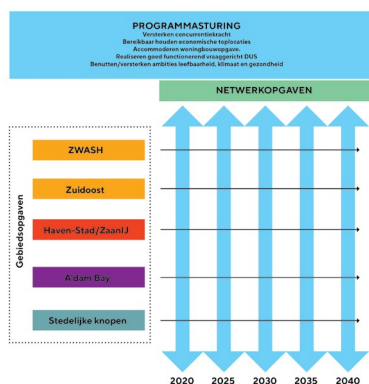 PROGRAMMASTURING
Versterken concurrentiekracht
Bereikbaar houden economische toplocaties
Accommoderen woningbouwopgave.
Realiseren goed functionerend vraaggericht DUS
Benutten/versterken ambities leefbaarheid, klimaat en gezondheid
NETWERKOPGAVEN
Gebiedsopgaven
ZWASH
Zuidoost
Haven-Stad/ZaanIJ
A'dam Bay
Stedelijke knopen
2020 2025 2030 2035 2040